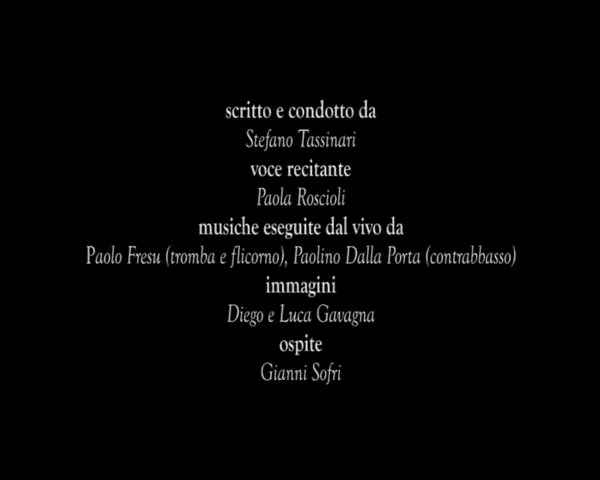 scritto e condotto da
Stefano Tassinari
voce recitante
Paola Roscioli
musiche eseguite dal vivo da
Paolo Fresu (tromba e flicorno), Paolino Dalla Porta (contrabbasso)
immagini
Diego e Luca Gavagna
ospite
Gianni Sofri